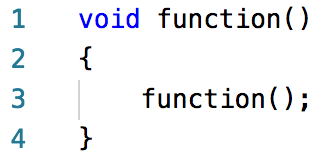 1 void function()
2 {
3     function();
4 }